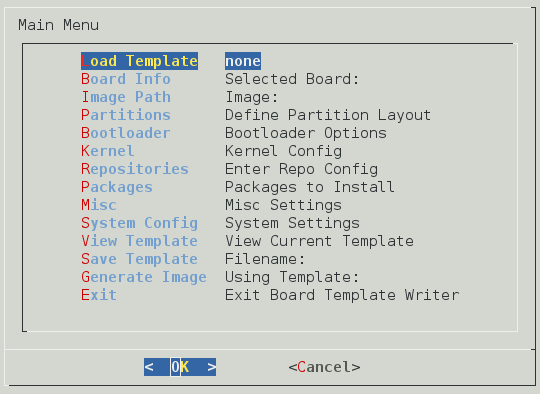 Main Menu
Load Template none
Board Info Selected Board:
Image Path Image:
Partitions Define Partition Layout
Bootloader Bootloader Options
Kernel Kernel Config
Repositories Enter Repo Config
Packages Packages to Install
Misc Misc Settings
System Config System Settings
View Template View Current Template
Save Template Filename:
Generate Image Using Template:
Exit Exit Board Template Writer
< OK > <Cancel>